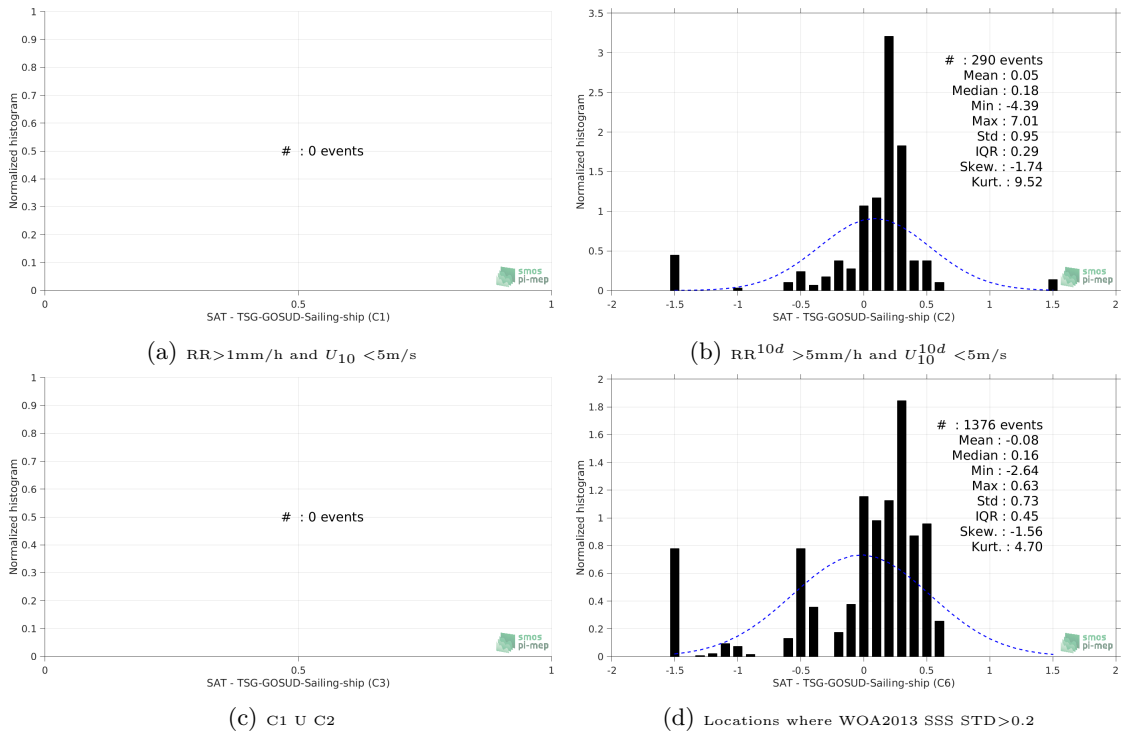 1
0.9
0.8
0.7
0.6
0.5
0.4
0.3
0.2
0.1
0
Normalized histogram
# : 0 events
smos
pi-mep
0 0.5 1
SAT - TSG-GOSUD-Sailing-ship (C1)
(a) RR>1mm/h and U10 <5m/s
3.5
3
2.5
2
1.5
1
0.5
0
Normalized histogram
# : 290 events
Mean : 0.05
Median : 0.18
Min : -4.39
Max : 7.01
Std : 0.95
IQR : 0.29
Skew. : -1.74
Kurt. : 9.52
smos
pi-mep
-2 -1.5 -1 -0.5 0 0.5 1 1.5 2
SAT - TSG-GOSUD-Sailing-ship (C2)
(b) RR10d >5mm/h and U10d10 <5m/s
1
0.9
0.8
0.7
0.6
0.5
0.4
0.3
0.2
0.1
0
Normalized histogram
# : 0 events
smos
pi-mep
0 0.5 1
SAT - TSG-GOSUD-Sailing-ship (C3)
(c) C1 U C2
2
1.8
1.6
1.4
1.2
1
0.8
0.6
0.4
0.2
0
Normalized histogram
# : 1376 events
Mean : -0.08
Median : 0.16
Min : -2.64
Max : 0.63
Std : 0.73
IQR : 0.45
Skew. : -1.56
Kurt. : 4.70
smos
pi-mep
-2 -1.5 -1 -0.5 0 0.5 1 1.5 2
SAT - TSG-GOSUD-Sailing-ship (C6)
(d) Locations where WOA2013 SSS STD>0.2